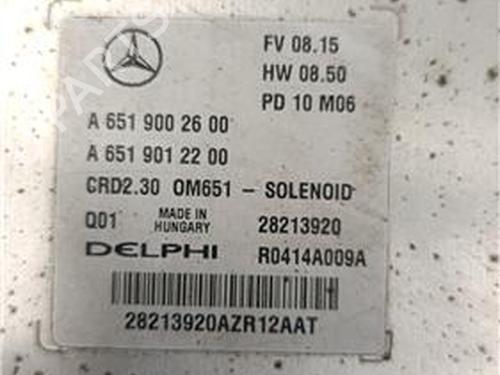 FV 08.15
HW 08.50
PD 10 M06
A 651 900 26 00
A 651 901 22 00
CRD2.30 OM651 - SOLENOID
Q01 MADE IN HUNGARY 28213920
DELPHI R0414A009A
28213920AZR12AAT